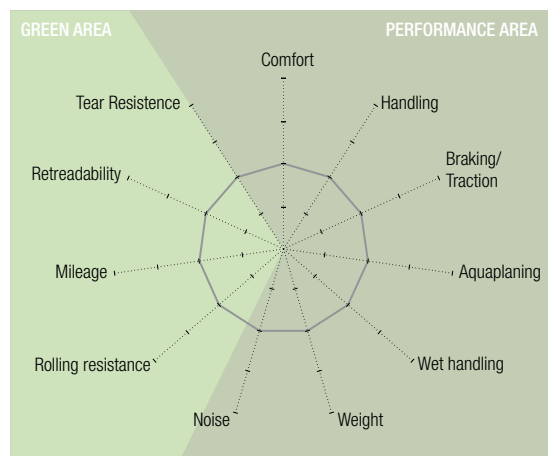 GREEN AREA
PERFORMANCE AREA
Comfort
Tear Resistence
Handling
Braking/
Traction
Retreadability
Mileage
Aquaplaning
Rolling resistance
Wet handling
Noise
Weight